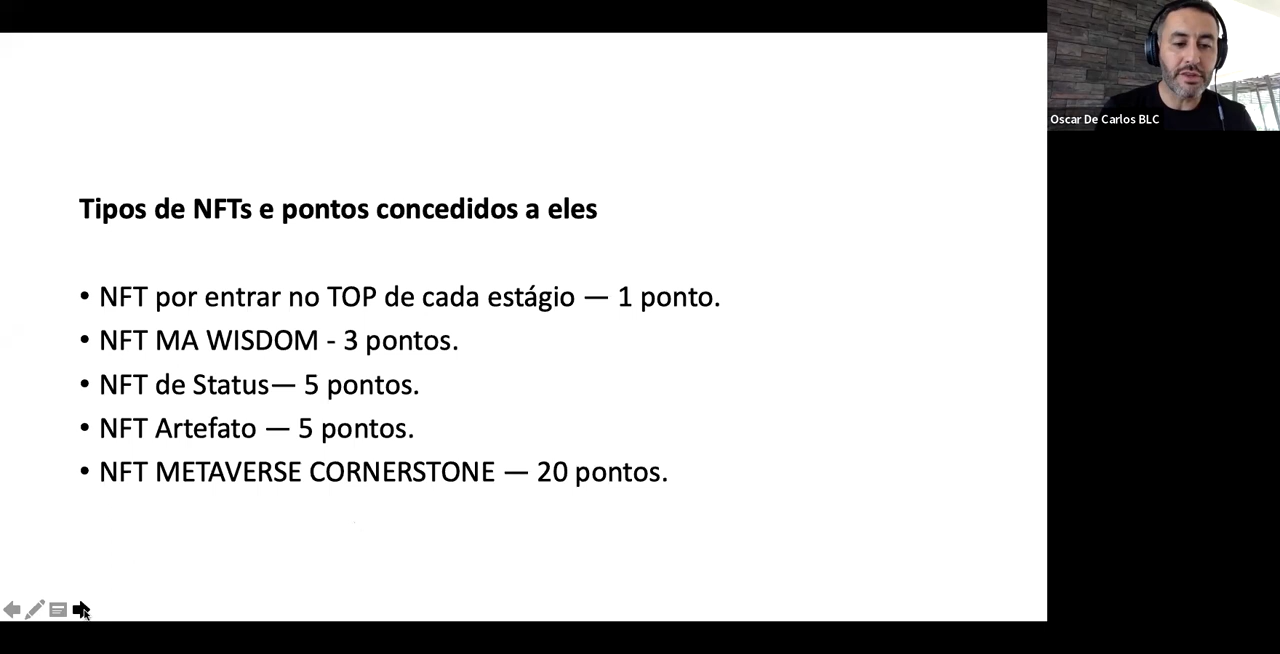 Tipos de NFTs e pontos concedidos a eles
• NFT por entrar no TOP de cada estágio — 1 ponto.
• NFT MA WISDOM - 3 pontos.
• NFT de Status— 5 pontos.
• NFT Artefato — 5 pontos.
• NFT METAVERSE CORNERSTONE — 20 pontos.
Oscar De Carlos BLC